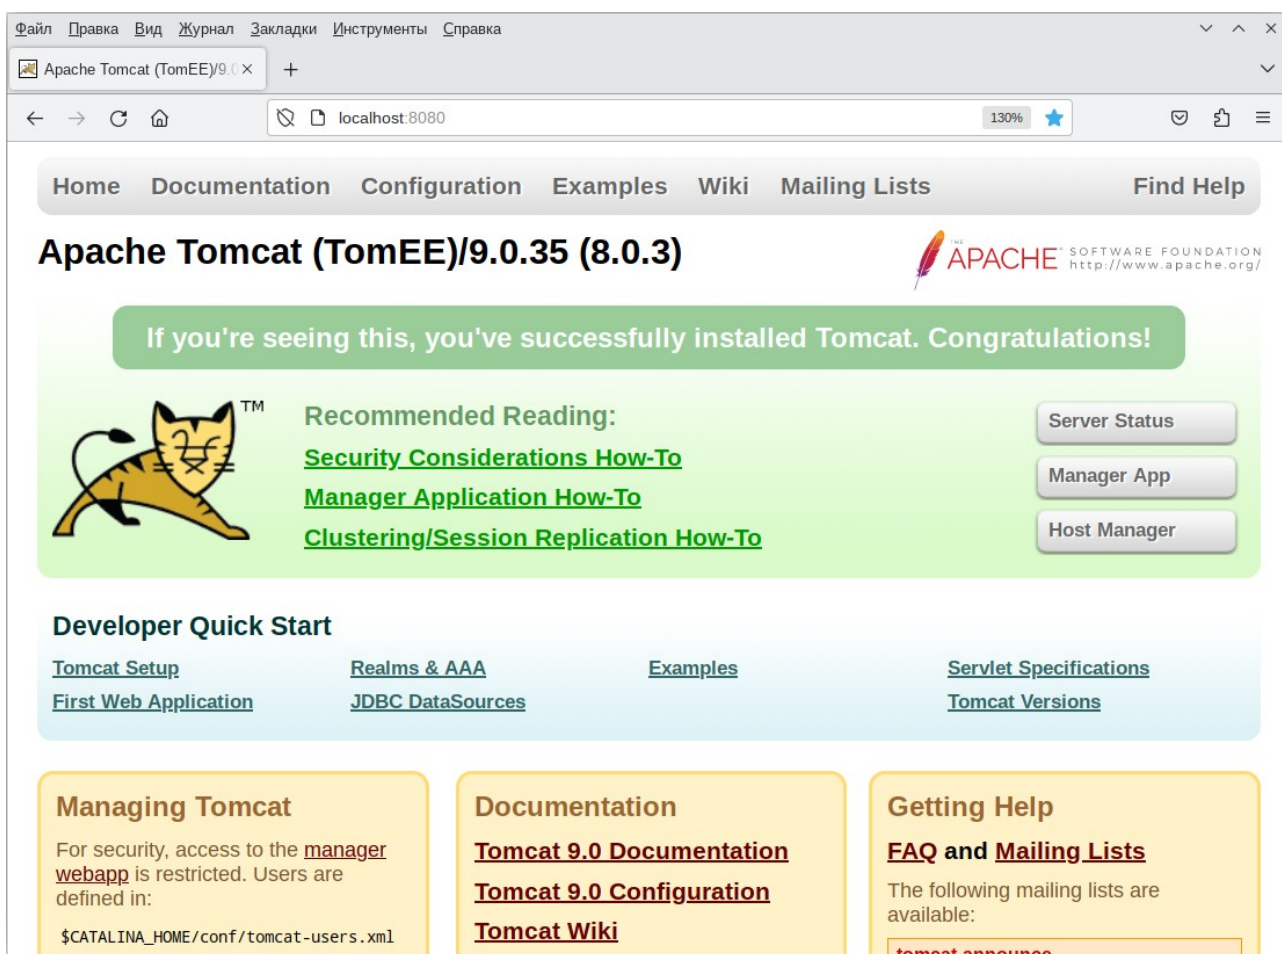 Файл Правка Вид Журнал Закладки Инструменты Справка
Apache Tomcat (TomEE)/9.0
localhost:8080
130%
Home Documentation Configuration Examples Wiki Mailing Lists Find Help
Apache Tomcat (TomEE)/9.0.35 (8.0.3)
THE
APACHE SOFTWARE FOUNDATION
http://www.apache.org/
If you're seeing this, you've successfully installed Tomcat. Congratulations!
TM
Recommended Reading:
Security Considerations How-To
Manager Application How-To
Clustering/Session Replication How-To
Server Status
Manager App
Host Manager
Developer Quick Start
Tomcat Setup
First Web Application
Realms & AAA
JDBC DataSources
Examples
Servlet Specifications
Tomcat Versions
Managing Tomcat
For security, access to the manager
webapp is restricted. Users are
defined in:
$CATALINA_HOME/conf/tomcat-users.xml
Documentation
Tomcat 9.0 Documentation
Tomcat 9.0 Configuration
Tomcat Wiki
Getting Help
FAQ and Mailing Lists
The following mailing lists are
available:
tomcat-announce